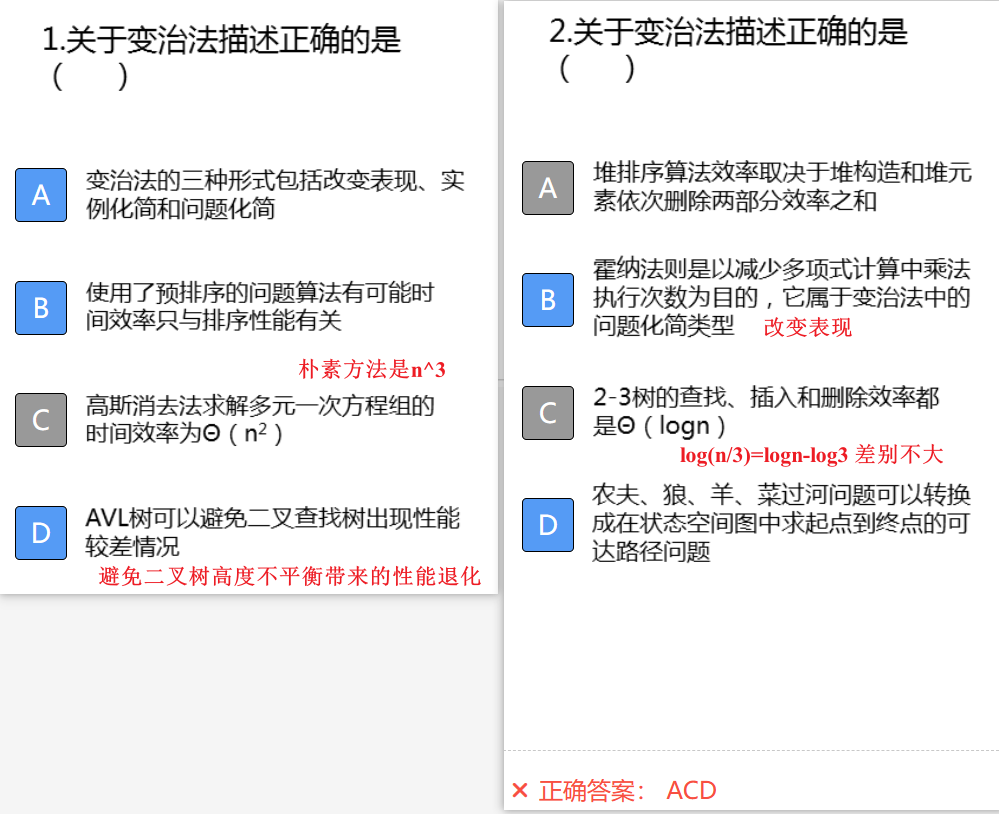 1.关于变治法描述正确的是
（　　）
A
变治法的三种形式包括改变表现、实
例化简和问题化简
B
使用了预排序的问题算法有可能时
间效率只与排序性能有关
朴素方法是n^3
C
高斯消去法求解多元一次方程组的
时间效率为Θ（n²）
D
AVL树可以避免二叉查找树出现性能
较差情况
避免二叉树高度不平衡带来的性能退化
2.关于变治法描述正确的是
（　　）
A
堆排序算法效率取决于堆构造和堆元
素依次删除两部分效率之和
B
霍纳法则是以减少多项式计算中乘法
执行次数为目的，它属于变治法中的
问题化简类型 改变表现
C
2-3树的查找、插入和删除效率都
是Θ（logn）
log(n/3)=logn-log3 差别不大
D
农夫、狼、羊、菜过河问题可以转换
成在状态空间图中求起点到终点的可
达路径问题
× 正确答案： ACD